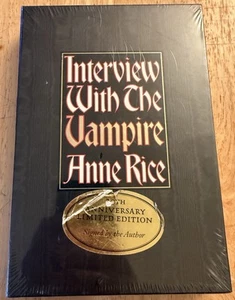 Interview
With The
Vampire
Anne Rice
ANNIVERSARY
LIMITED EDITION
Signed by the Author